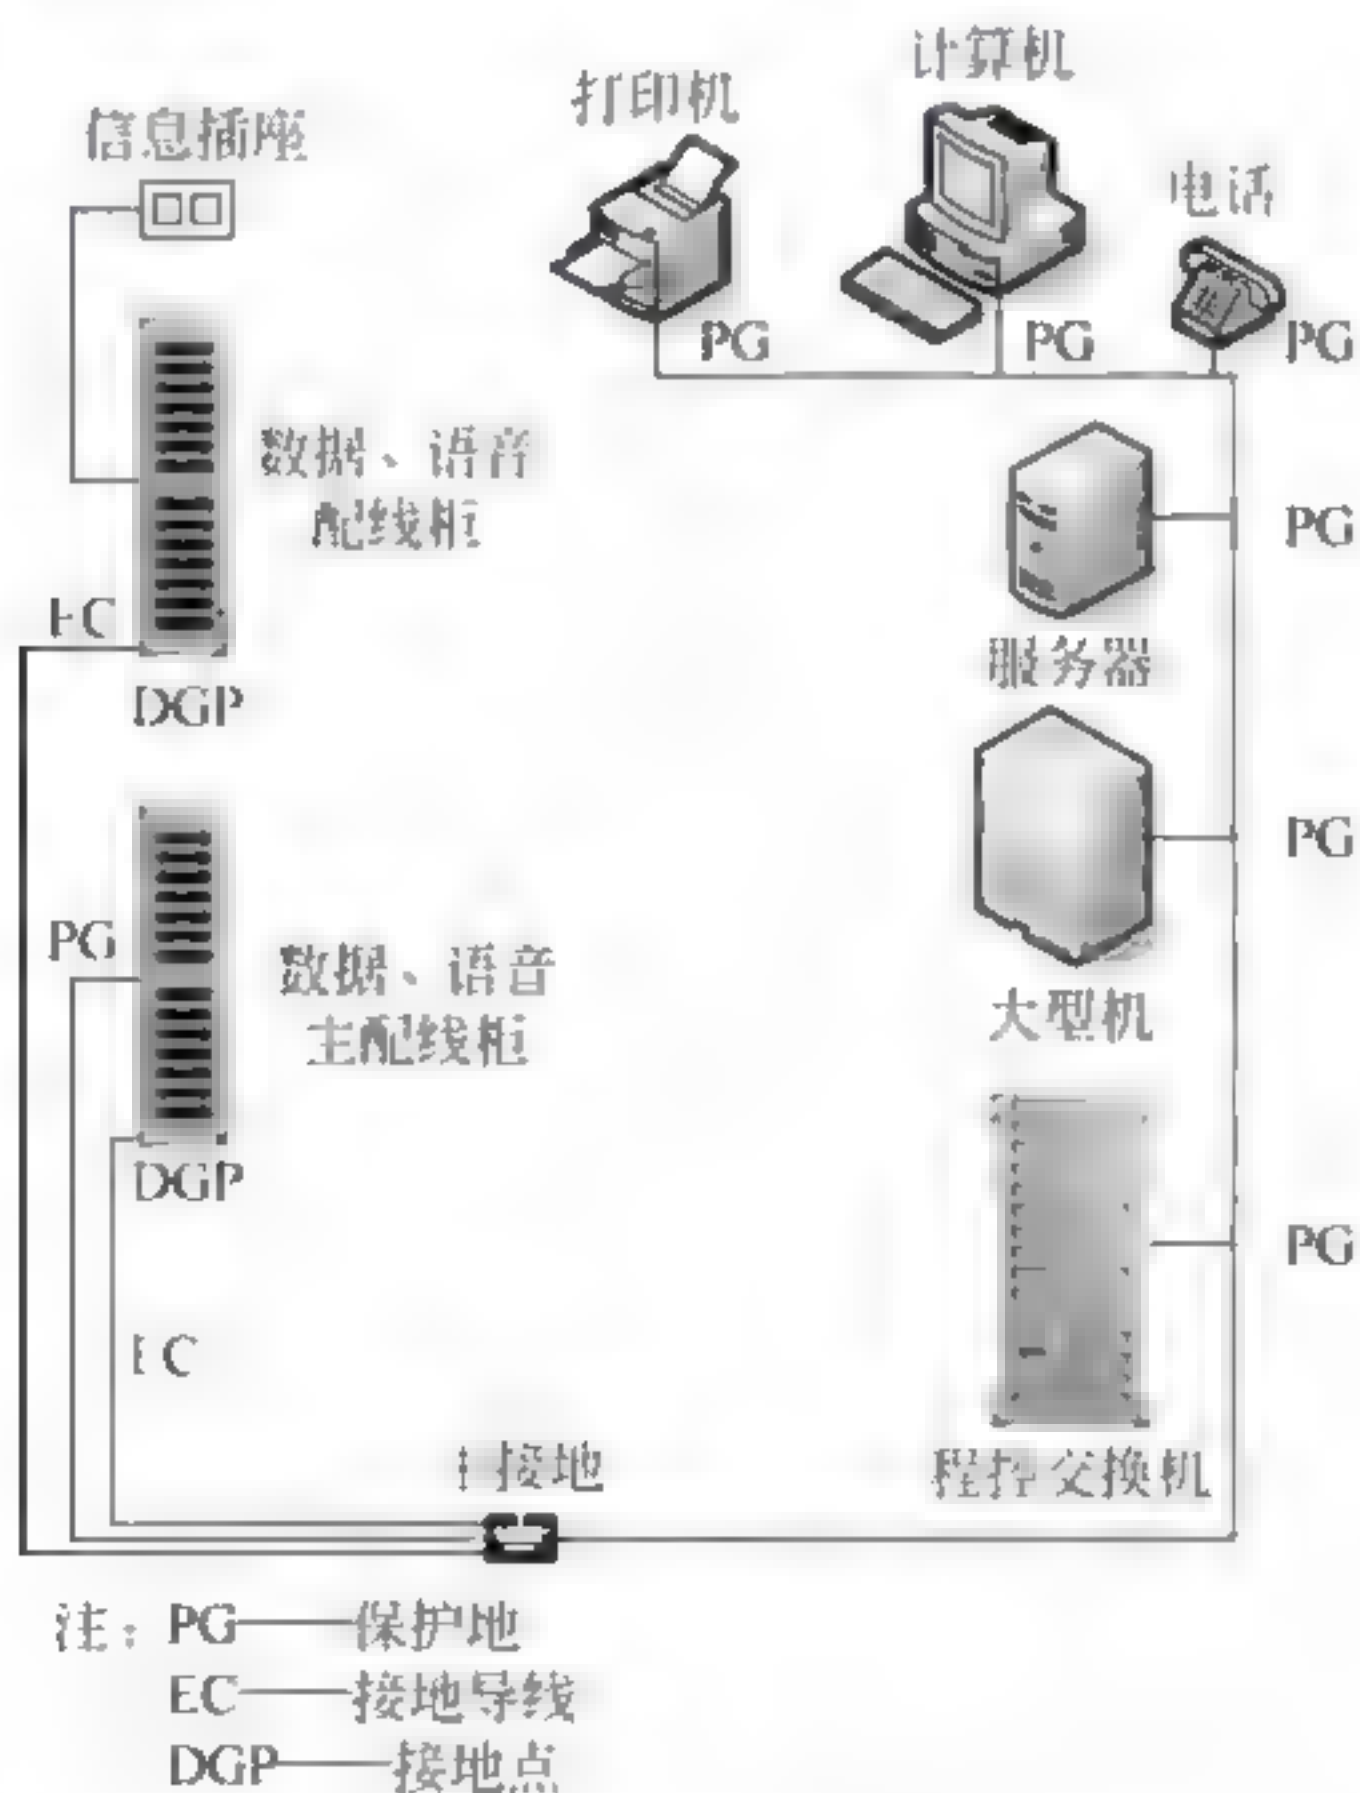 计算机
打印机
信息插座
电话
PG
PG
PG
数据、语音
配线柜
PG
EC
服务器
DGP
PG
PG
数据、语音
主配线柜
大型机
DGP
PG
EC
接地
程控交换机
注：PG——保护地
EC——接地导线
DGP——接地点